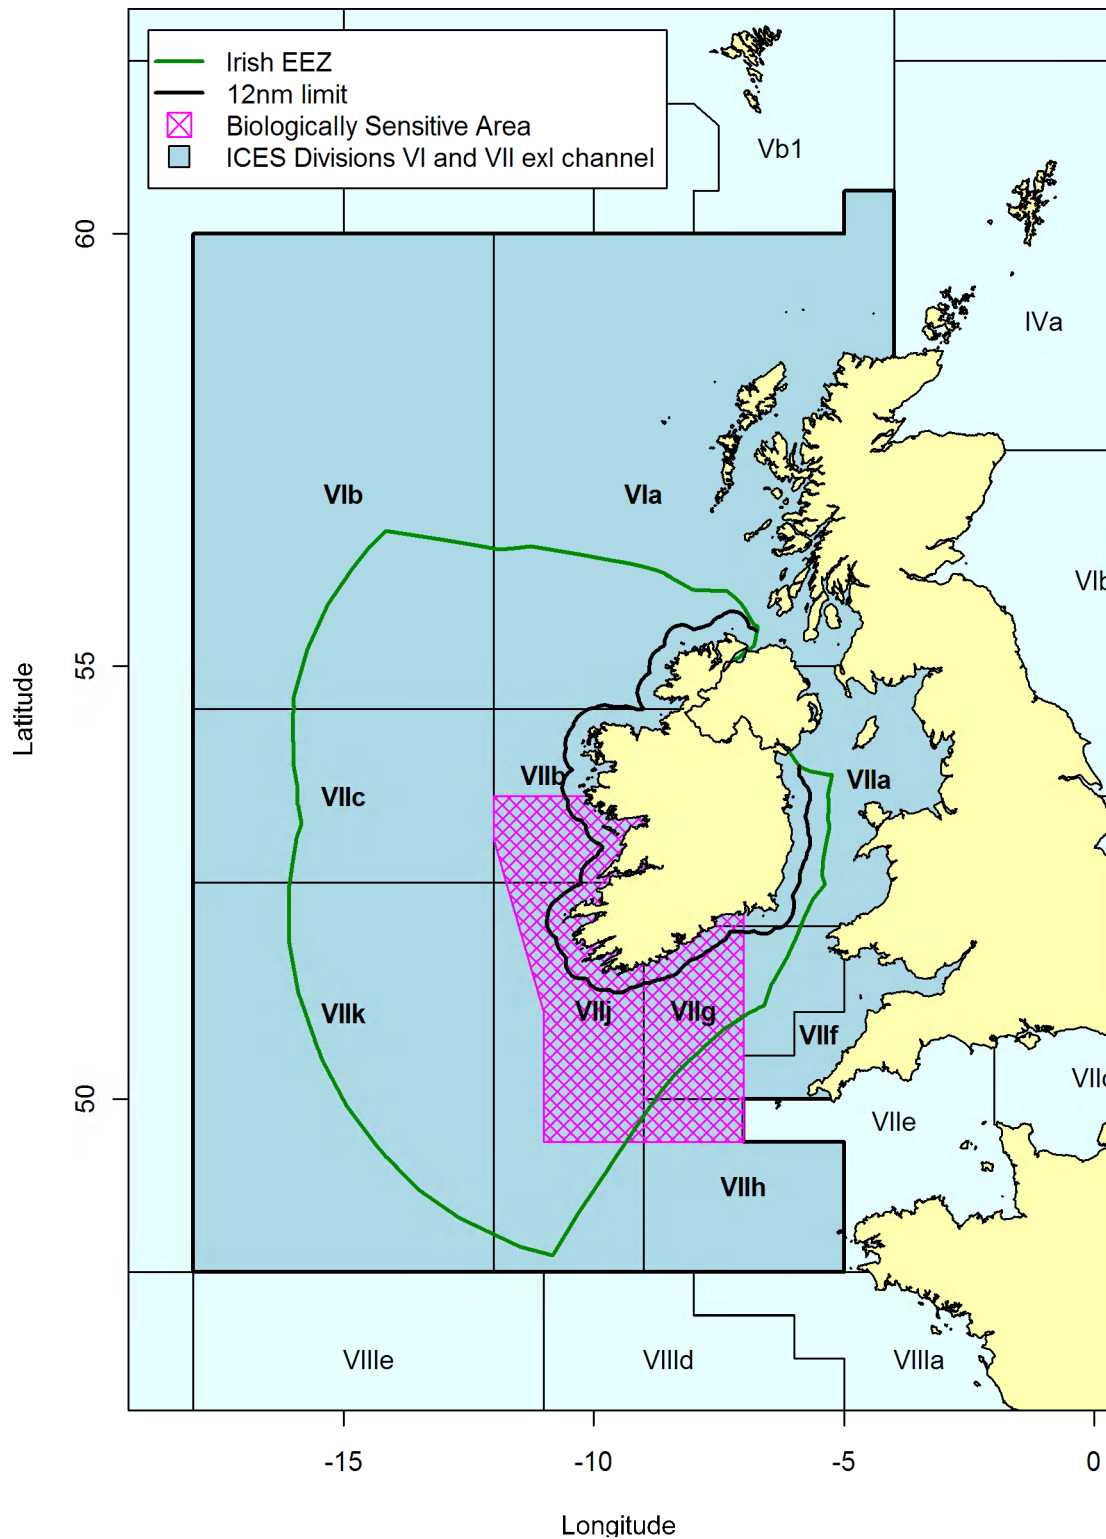 Irish EEZ
12nm limit
Biologically Sensitive Area
ICES Divisions VI and VII exl channel
Vb1
60
IVa
VIb
VIa
VIb
55
Latitude
VIIb
VIIa
VIIc
VIIk
VIIj
VIIg
VIIf
50
VIIe
VIIh
VIIIe
VIIId
VIIIa
-15
-10
-5
0
Longitude